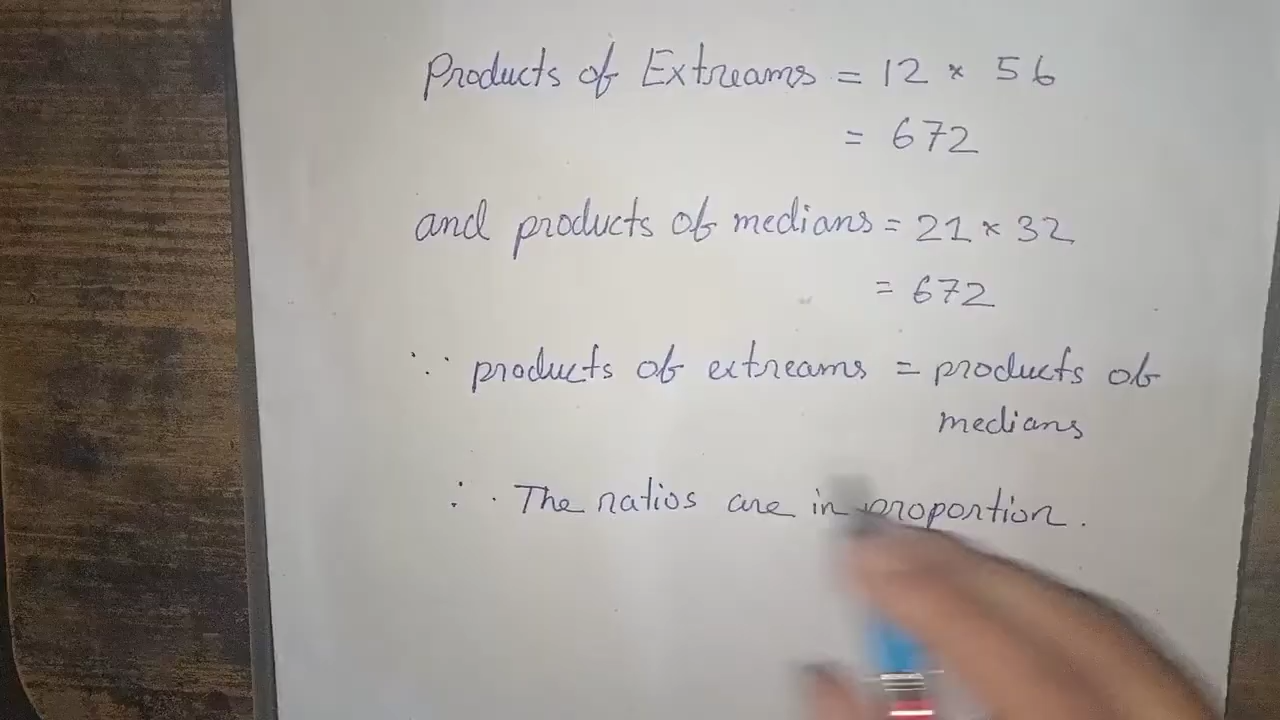 Products of Extreams = 12 × 56
= 672
and products of medians = 21 × 32
= 672
∵ products of extreams = products of
medians
∴ The ratios are in proportion.